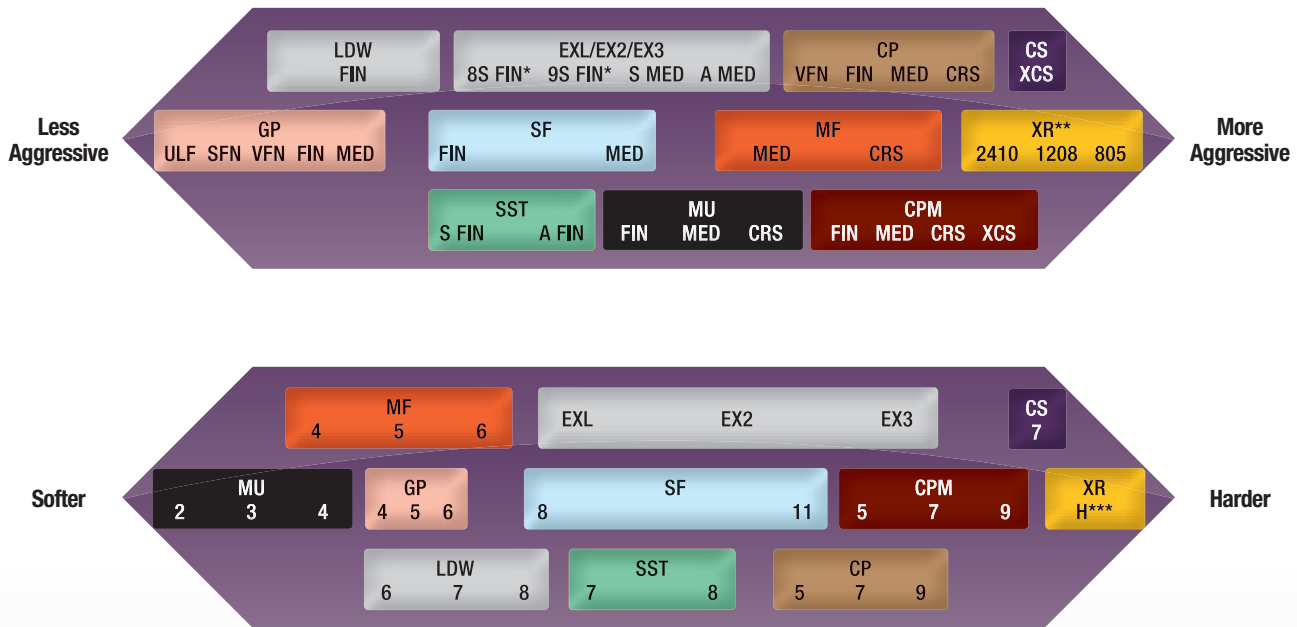 LDW
FIN
EXL/EX2/EX3
8S FIN* 9S FIN* S MED A MED
CP
VFN FIN MED CRS
CS
XCS
Less
Aggressive
GP
ULF SFN VFN FIN MED
SF
FIN MED
MF
MED CRS
XR**
2410 1208 805
More
Aggressive
SST
S FIN A FIN
MU
FIN MED CRS
CPM
FIN MED CRS XCS
MF
4 5 6
EXL EX2 EX3
CS
7
Softer
MU
2 3 4
GP
4 5 6
SF
8 11
CPM
5 7 9
XR
H***
Harder
LDW
6 7 8
SST
7 8
CP
5 7 9